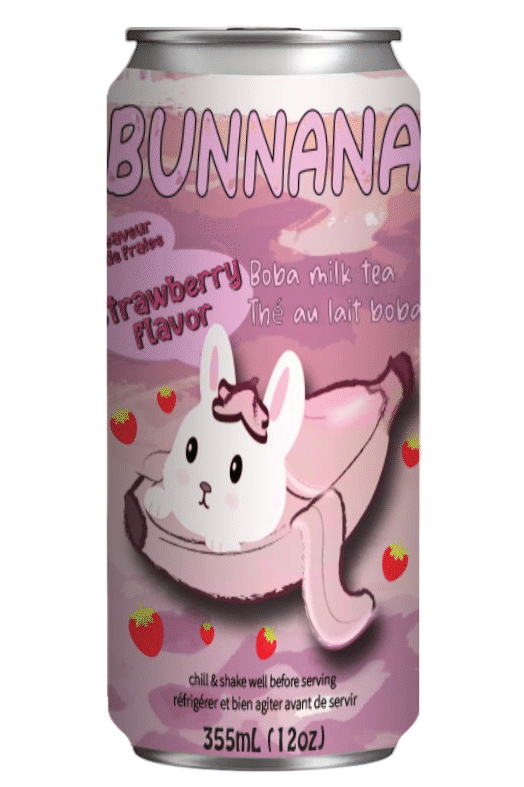 BUNNANA
saveur
de fraises
Strawberry
flavor
Boba milk tea
Thé au lait boba
chill & shake well before serving
réfrigérer et bien agiter avant de servir
355mL (12oz)